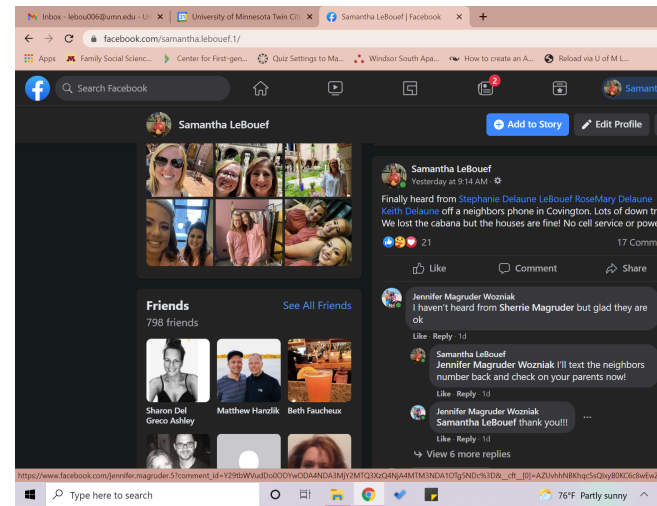 Inbox - lebou006@umn.edu - Un
University of Minnesota Twin Citi
Samantha LeBouef | Facebook
facebook.com/samantha.lebouef.1/
Apps
Family Social Scienc...
Center for First-gen...
Quiz Settings to Ma...
Windsor South Apa...
How to create an A...
Reload via U of M L...
Search Facebook
2
Samant
Samantha LeBouef
Add to Story
Edit Profile
Samantha LeBouef
Yesterday at 9:14 AM ·
Finally heard from Stephanie Delaune LeBouef RoseMary Delaune
Keith Delaune off a neighbors phone in Covington. Lots of down tr
We lost the cabana but the houses are fine! No cell service or powe
21
17 Comm
Like
Comment
Share
Friends
See All Friends
798 friends
Sharon Del
Greco Ashley
Matthew Hanzlik
Beth Faucheux
Jennifer Magruder Wozniak
I haven't heard from Sherrie Magruder but glad they are
ok
Like · Reply · 1d
Samantha LeBouef
Jennifer Magruder Wozniak I'll text the neighbors
number back and check on your parents now!
Like · Reply · 1d
Jennifer Magruder Wozniak
Samantha LeBouef thank you!!!
Like · Reply · 1d
View 6 more replies
Type here to search
76°F Partly sunny